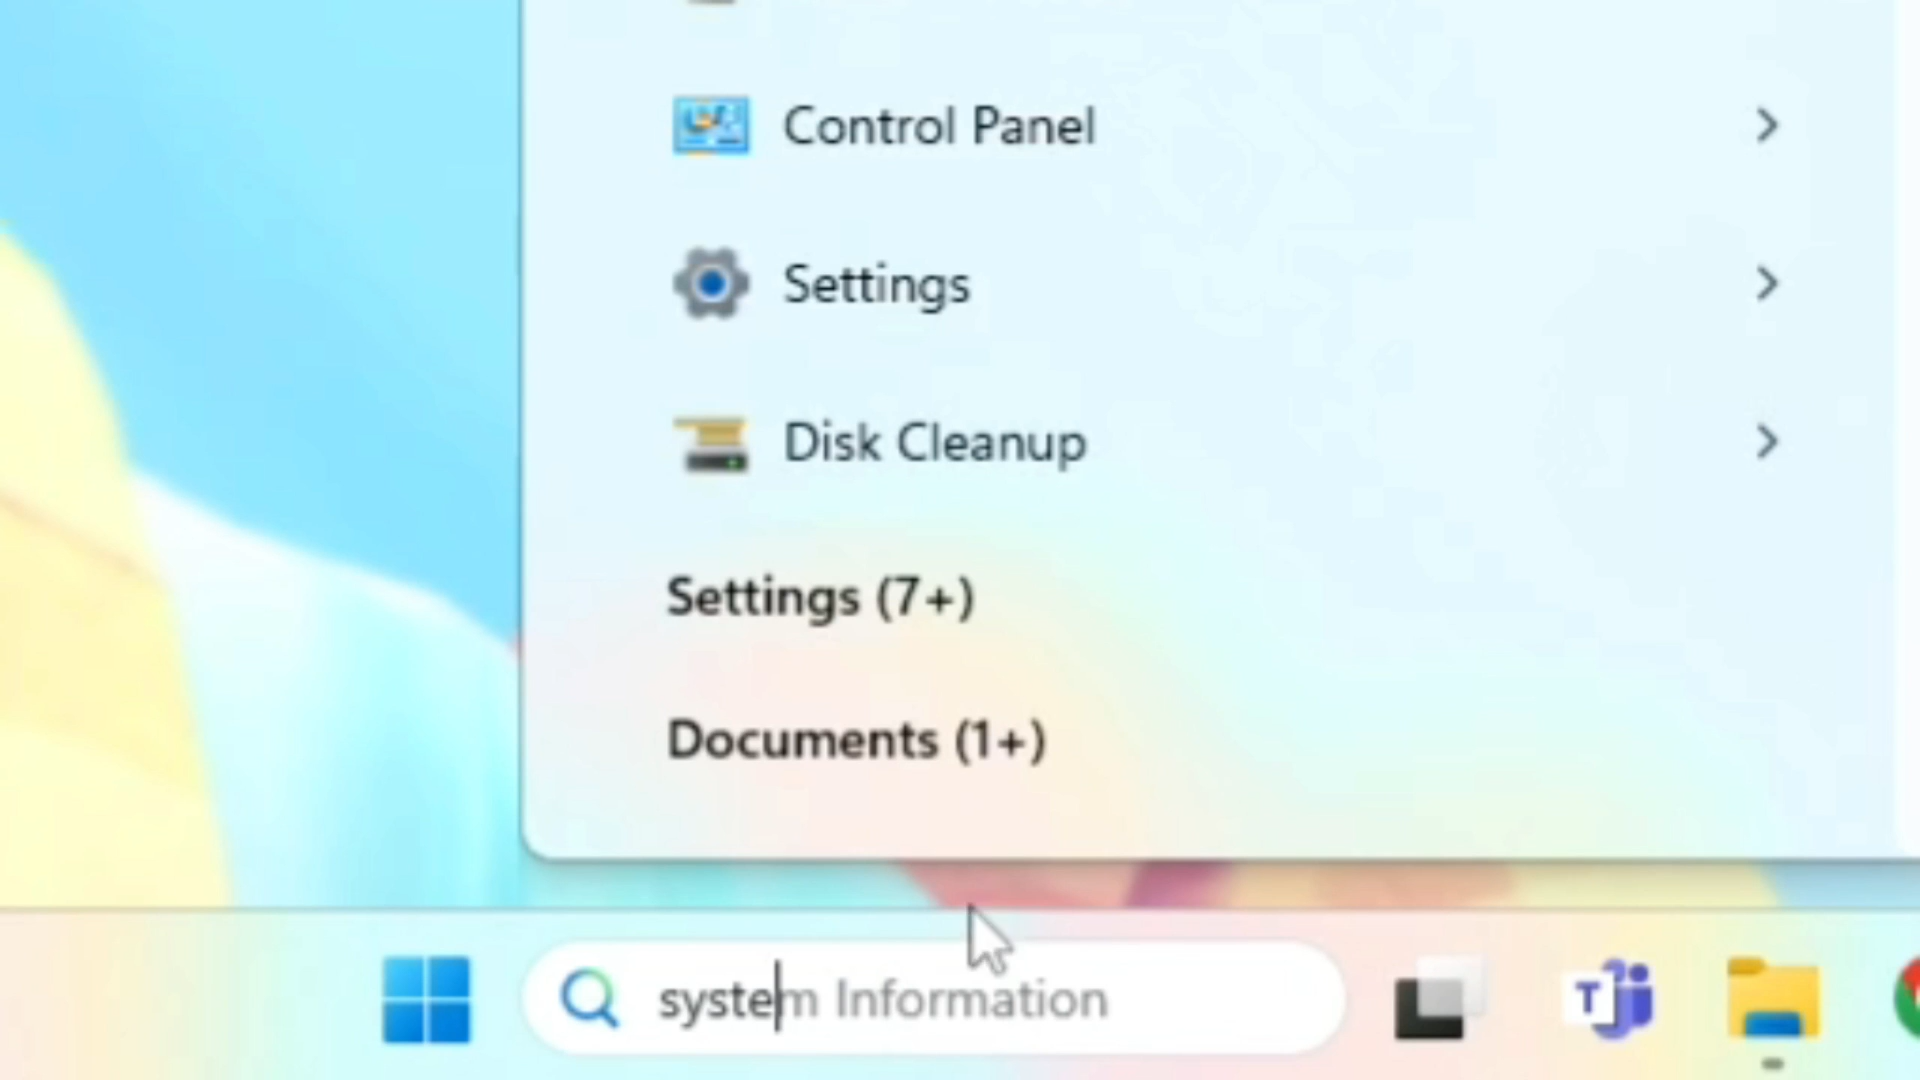 Control Panel
Settings
Disk Cleanup
Settings (7+)
Documents (1+)
system Information
T